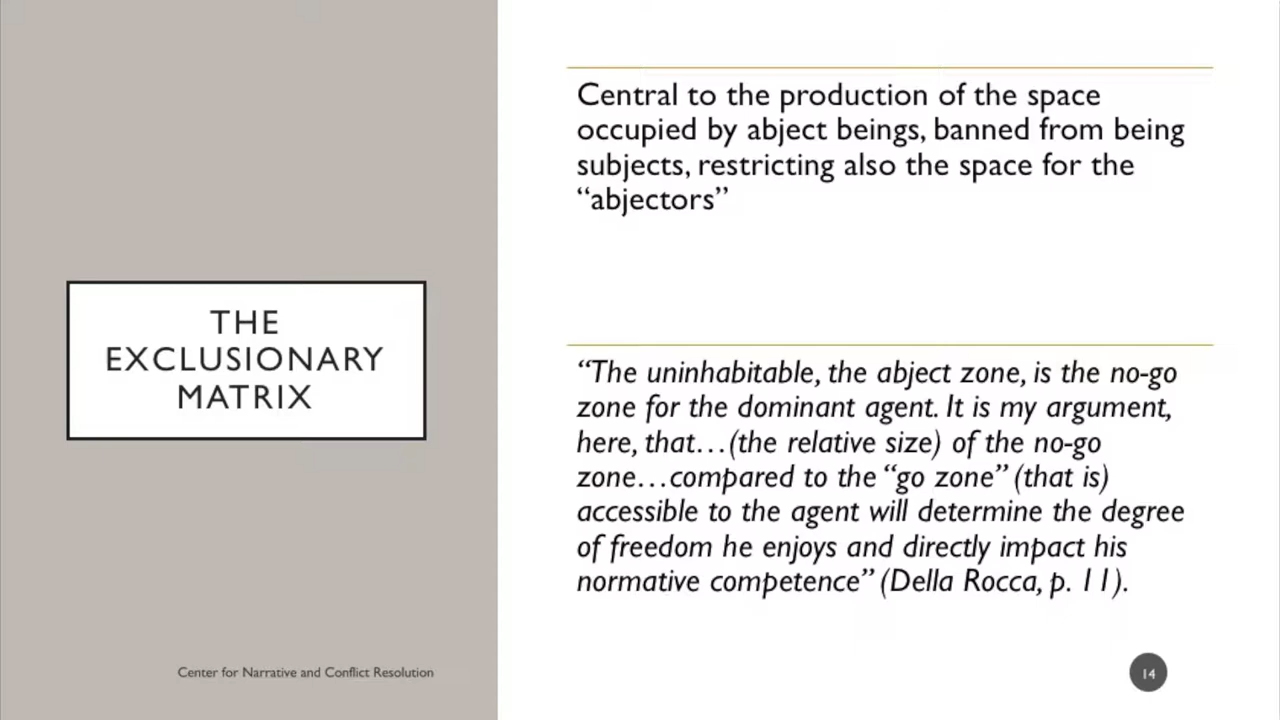 THE
EXCLUSIONARY
MATRIX
Central to the production of the space
occupied by abject beings, banned from being
subjects, restricting also the space for the
“abjectors”
“The uninhabitable, the abject zone, is the no-go
zone for the dominant agent. It is my argument,
here, that…(the relative size) of the no-go
zone…compared to the “go zone” (that is)
accessible to the agent will determine the degree
of freedom he enjoys and directly impact his
normative competence” (Della Rocca, p. 11).
Center for Narrative and Conflict Resolution
14